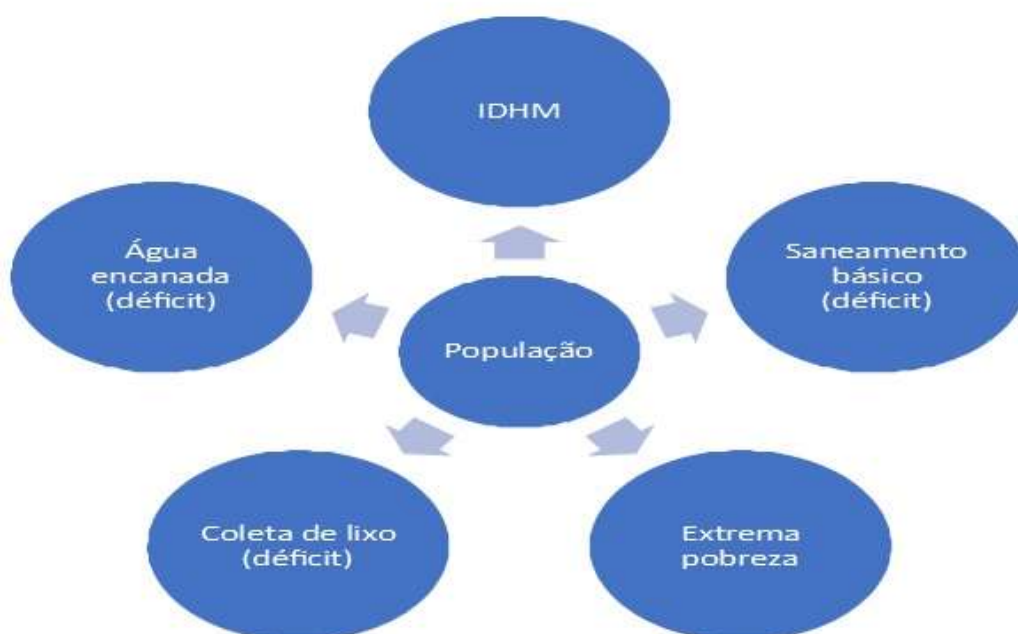 IDHM
Água
encanada
(déficit)
Saneamento
básico
(déficit)
População
Coleta de lixo
(déficit)
Extrema
pobreza